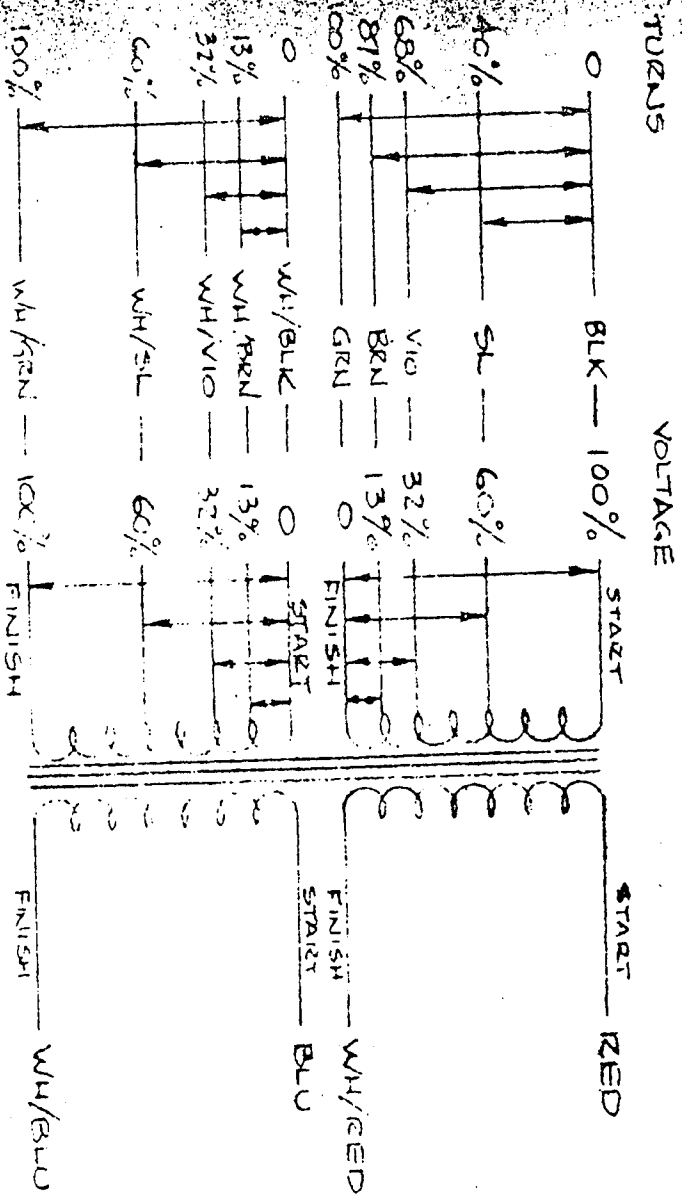 TURNS VOLTAGE
START START
0 BLK — 100% RED
40% SL — 60%
68% VIO — 32%
87% BRN — 13%
100% GRN — 0 FINISH FINISH WH/RED
0 WH/BLK — 0 START START BLU
13% WH/BRN — 13%
32% WH/VIO — 32%
60% WH/SL — 60%
100% WH/GRN — 100% FINISH FINISH WH/BLU